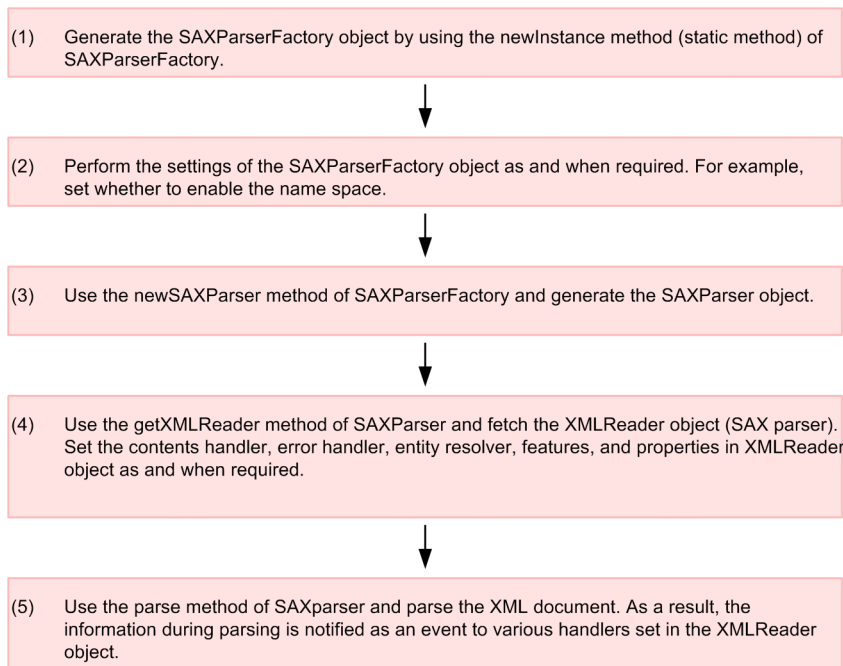 (1) Generate the SAXParserFactory object by using the newInstance method (static method) of
SAXParserFactory.
(2) Perform the settings of the SAXParserFactory object as and when required. For example,
set whether to enable the name space.
(3) Use the newSAXParser method of SAXParserFactory and generate the SAXParser object.
(4) Use the getXMLReader method of SAXParser and fetch the XMLReader object (SAX parser).
Set the contents handler, error handler, entity resolver, features, and properties in XMLReader
object as and when required.
(5) Use the parse method of SAXparser and parse the XML document. As a result, the
information during parsing is notified as an event to various handlers set in the XMLReader
object.